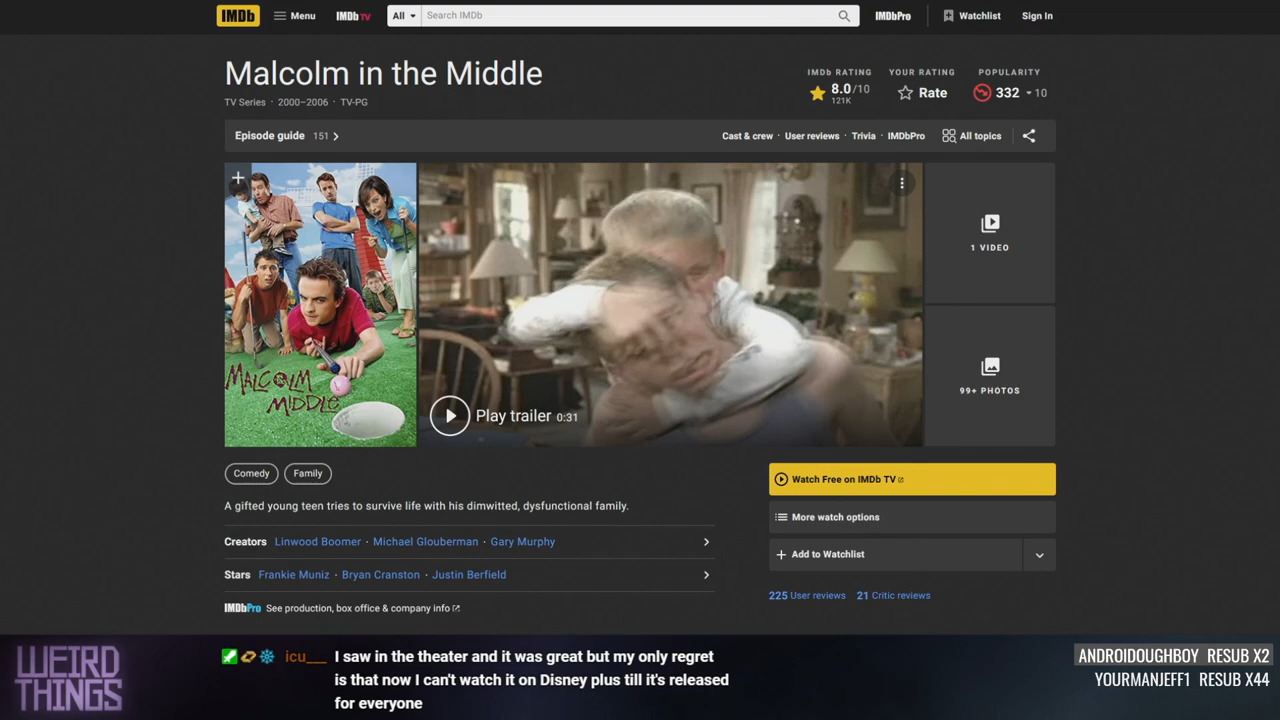 IMDb
Menu
IMDb TV
All
Search IMDb
IMDbPro
Watchlist
Sign In
Malcolm in the Middle
TV Series · 2000–2006 · TV-PG
IMDb RATING
8.0/10
121K
YOUR RATING
Rate
POPULARITY
332
10
Episode guide 151
Cast & crew · User reviews · Trivia · IMDbPro
All topics
MALCOLM
IN THE
MIDDLE
Play trailer 0:31
1 VIDEO
99+ PHOTOS
Comedy
Family
A gifted young teen tries to survive life with his dimwitted, dysfunctional family.
Creators Linwood Boomer · Michael Glouberman · Gary Murphy
Stars Frankie Muniz · Bryan Cranston · Justin Berfield
IMDbPro See production, box office & company info
Watch Free on IMDb TV
More watch options
Add to Watchlist
225 User reviews
21 Critic reviews
WEIRD
THINGS
icu___ I saw in the theater and it was great but my only regret
is that now I can't watch it on Disney plus till it's released
for everyone
ANDROIDOUGHBOY RESUB X2
YOURMANJEFF1 RESUB X44